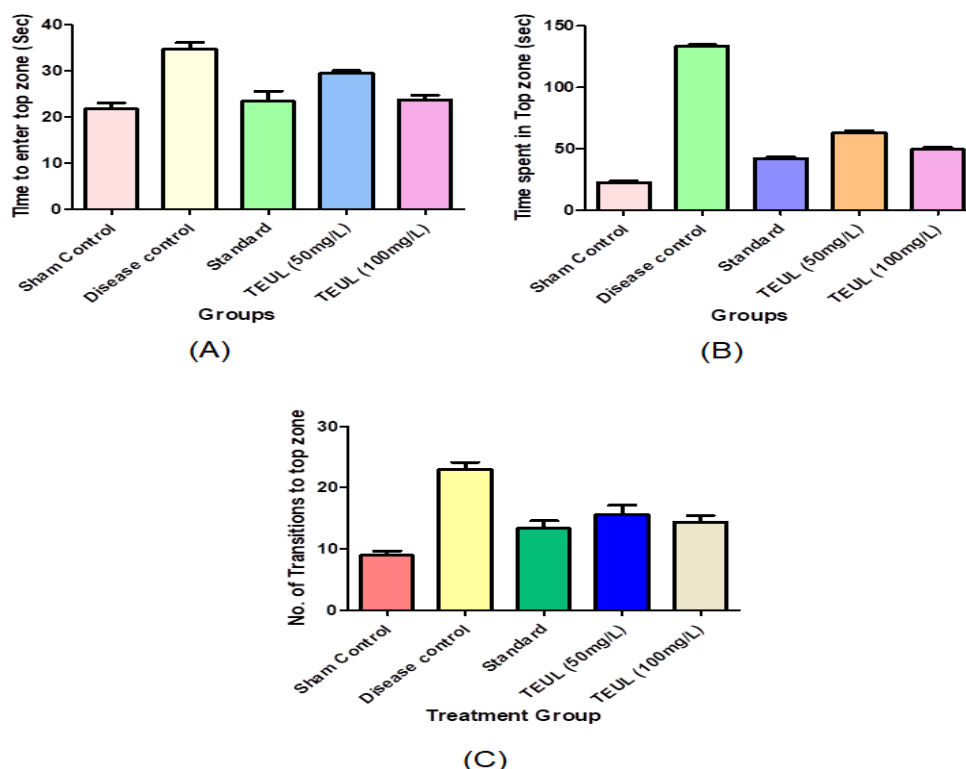 Time to enter top zone (Sec)
40
30
20
10
0
Sham Control
Disease control
Standard
TEUL (50mg/L)
TEUL (100mg/L)
Groups
(A)
Time spent in Top zone (sec)
150
100
50
0
Sham Control
Disease control
Standard
TEUL (50mg/L)
TEUL (100mg/L)
Groups
(B)
No. of Transitions to top zone
30
20
10
0
Sham Control
Disease control
Standard
TEUL (50mg/L)
TEUL (100mg/L)
Treatment Group
(C)